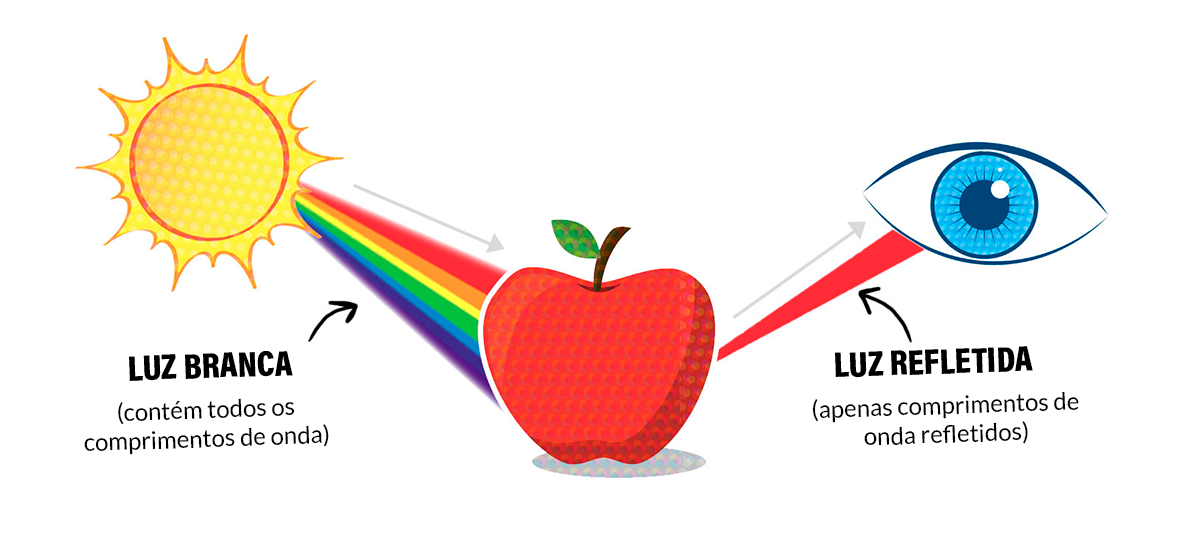 LUZ BRANCA
(contém todos os
comprimentos de onda)
LUZ REFLETIDA
(apenas comprimentos de
onda refletidos)